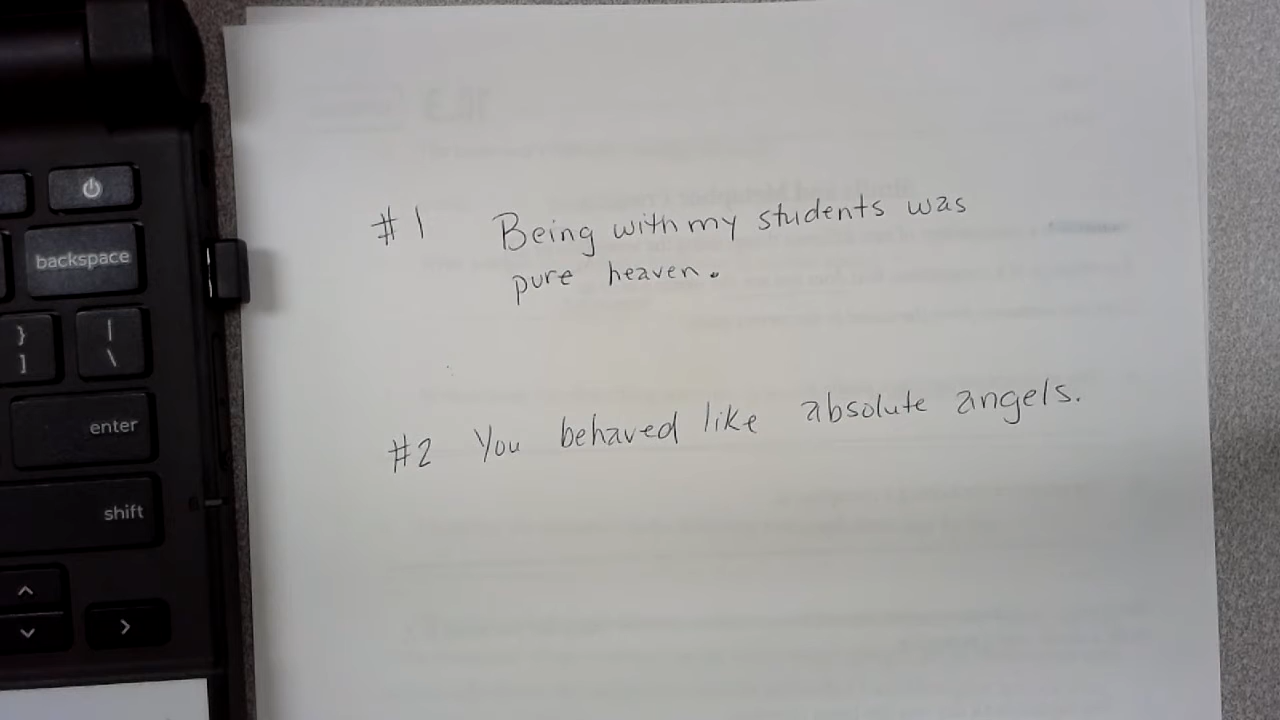 #1 Being with my students was
pure heaven.
#2 You behaved like absolute angels.
backspace
}
]
|
\
enter
shift